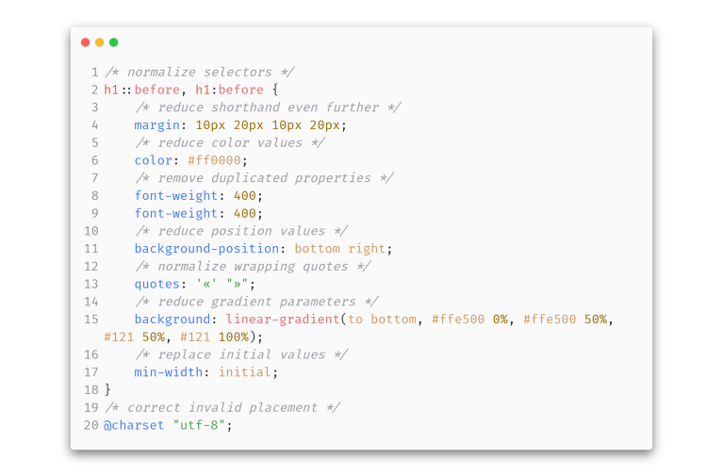 1 /* normalize selectors */
2 h1::before, h1:before {
3 /* reduce shorthand even further */
4 margin: 10px 20px 10px 20px;
5 /* reduce color values */
6 color: #ff0000;
7 /* remove duplicated properties */
8 font-weight: 400;
9 font-weight: 400;
10 /* reduce position values */
11 background-position: bottom right;
12 /* normalize wrapping quotes */
13 quotes: '«' "»";
14 /* reduce gradient parameters */
15 background: linear-gradient(to bottom, #ffe500 0%, #ffe500 50%,
#121 50%, #121 100%);
16 /* replace initial values */
17 min-width: initial;
18 }
19 /* correct invalid placement */
20 @charset "utf-8";